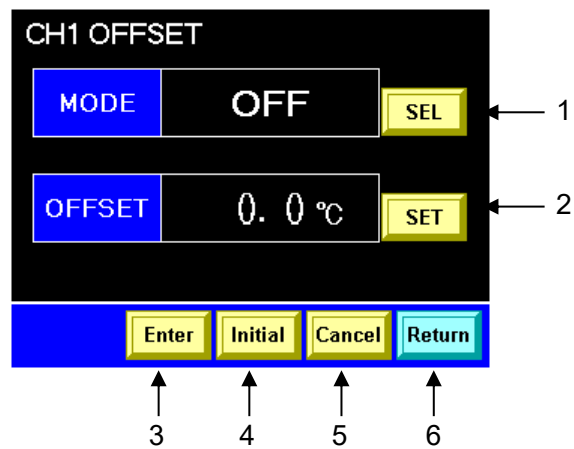 CH1 OFFSET
MODE OFF SEL 1
OFFSET 0. 0 ℃ SET 2
Enter Initial Cancel Return
3 4 5 6